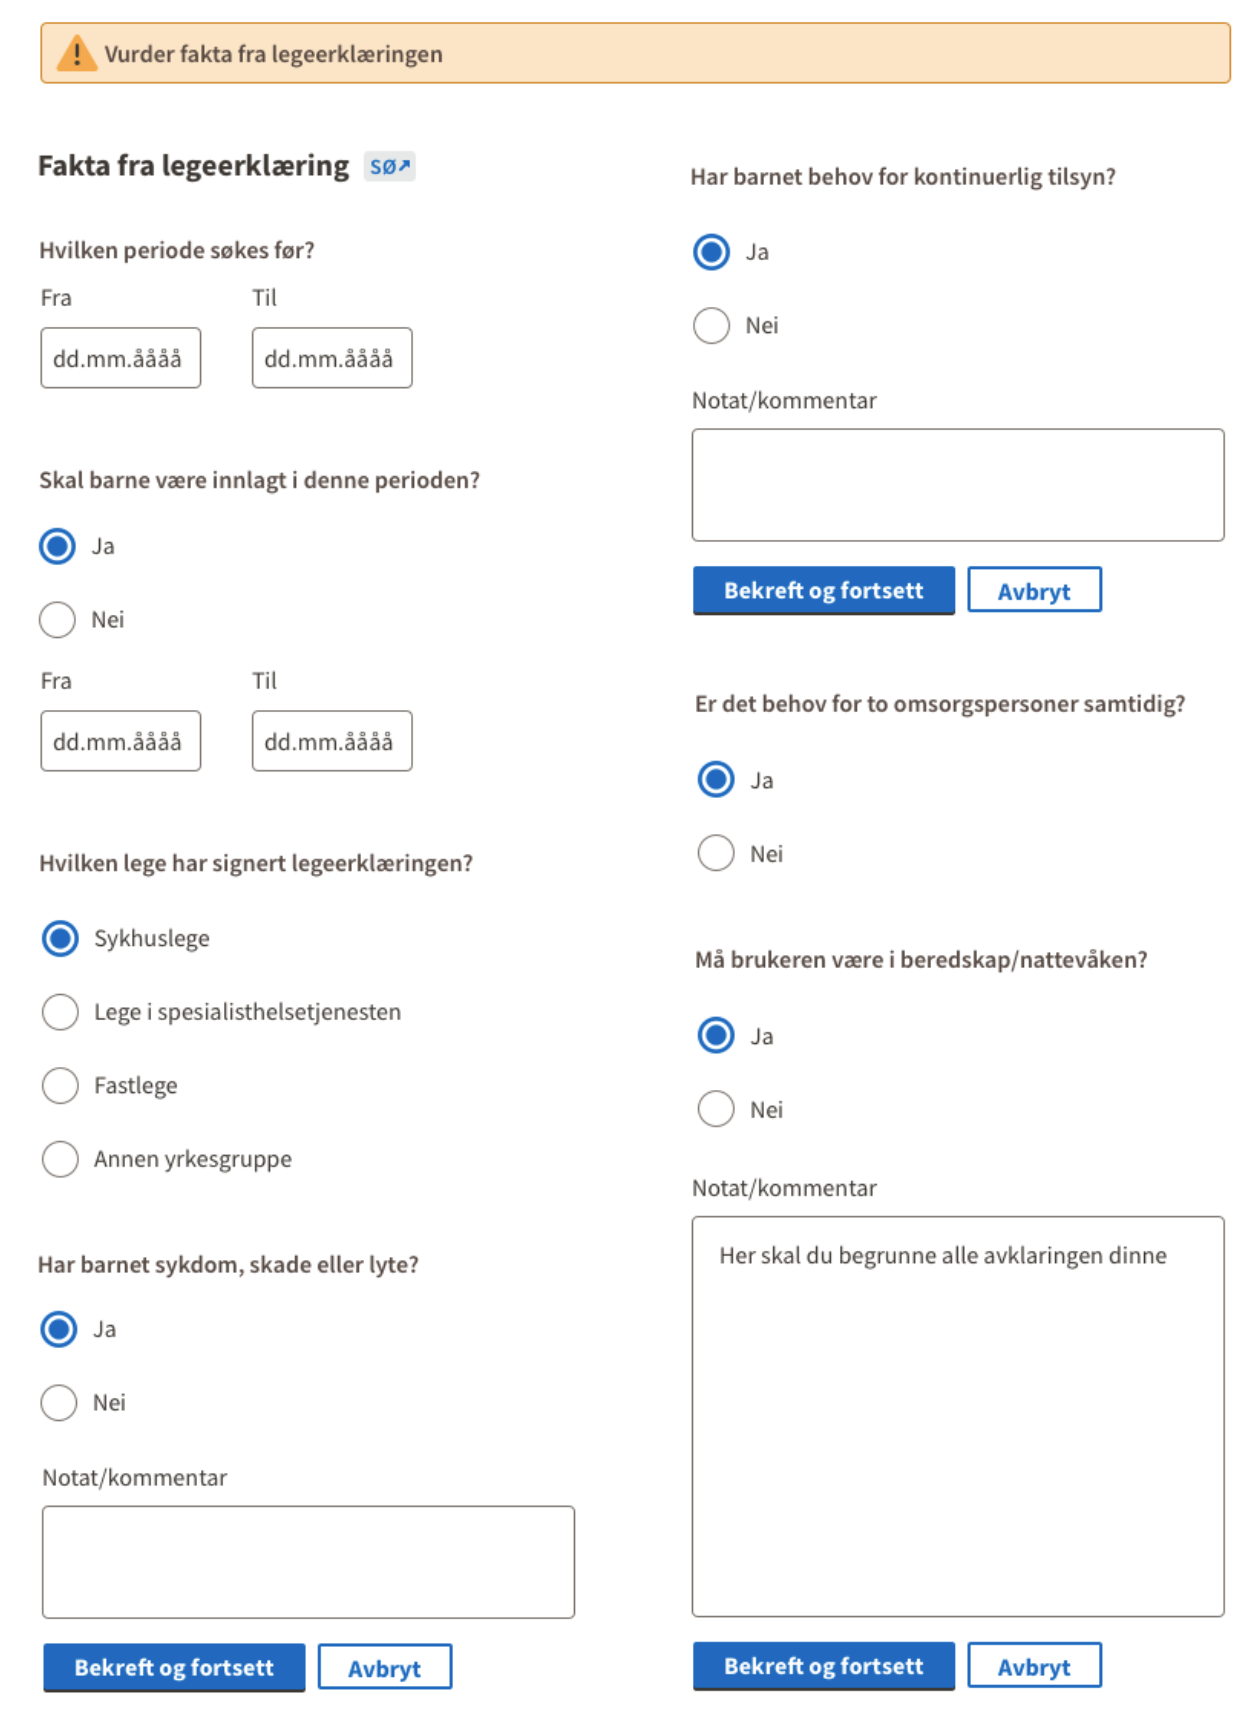 Vurder fakta fra legeerklæringen
Fakta fra legeerklæring SØ
Hvilken periode søkes før?
Fra Til
dd.mm.åååå dd.mm.åååå
Skal barne være innlagt i denne perioden?
Ja
Nei
Fra Til
dd.mm.åååå dd.mm.åååå
Hvilken lege har signert legeerklæringen?
Sykhuslege
Lege i spesialisthelsetjenesten
Fastlege
Annen yrkesgruppe
Har barnet sykdom, skade eller lyte?
Ja
Nei
Notat/kommentar
Bekreft og fortsett Avbryt
Har barnet behov for kontinuerlig tilsyn?
Ja
Nei
Notat/kommentar
Bekreft og fortsett Avbryt
Er det behov for to omsorgspersoner samtidig?
Ja
Nei
Må brukeren være i beredskap/nattevåken?
Ja
Nei
Notat/kommentar
Her skal du begrunne alle avklaringen dinne
Bekreft og fortsett Avbryt